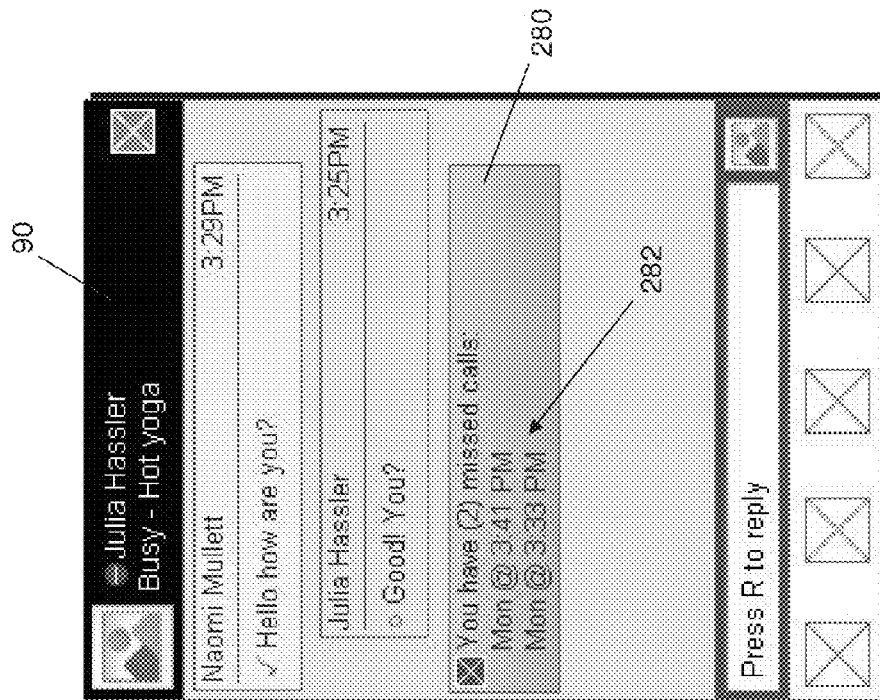 90
Julia Hassler
Busy - Hot yoga
Naomi Mullett 3:29PM
✓ Hello how are you?
Julia Hassler 3:25PM
Good! You?
You have (2) missed calls:
Mon @ 3:41 PM
Mon @ 3:33 PM
280
282
Press R to reply